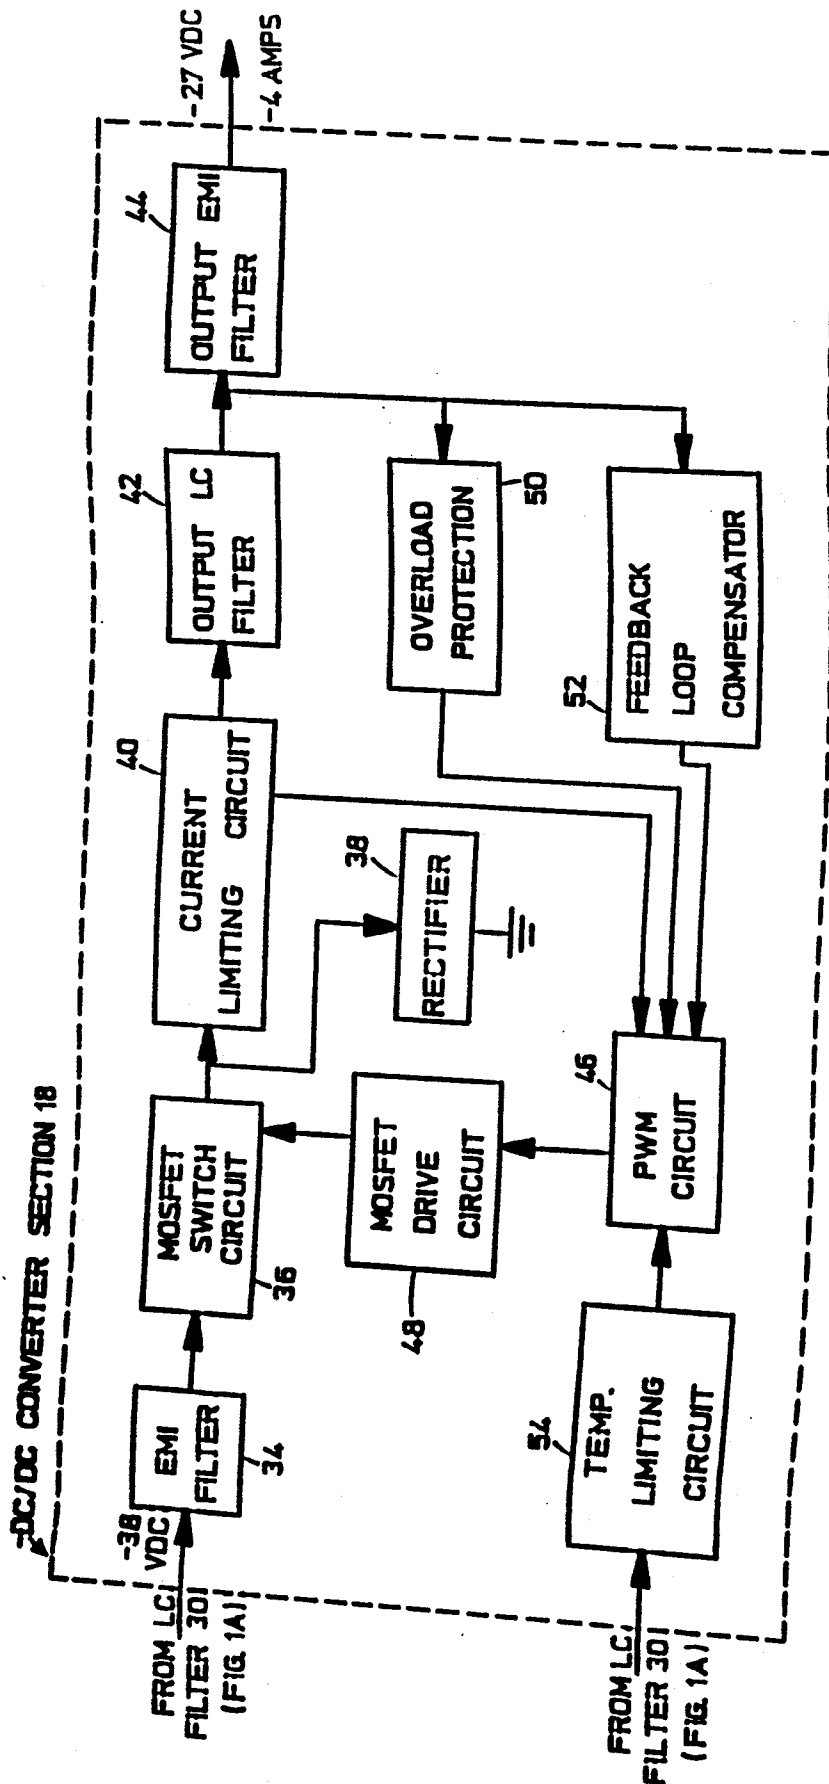 -DC/DC CONVERTER SECTION 18
FROM LC
FILTER 30
(FIG. 1A)
-38
VDC
EMI
FILTER
34
MOSFET
SWITCH
CIRCUIT
36
40
CURRENT
LIMITING CIRCUIT
42
OUTPUT LC
FILTER
44
OUTPUT EMI
FILTER
-27 VDC
-4 AMPS
38
RECTIFIER
MOSFET
DRIVE
CIRCUIT
48
OVERLOAD
PROTECTION
50
FROM LC
FILTER 30
(FIG. 1A)
54
TEMP.
LIMITING
CIRCUIT
46
PWM
CIRCUIT
52
FEEDBACK
LOOP
COMPENSATOR